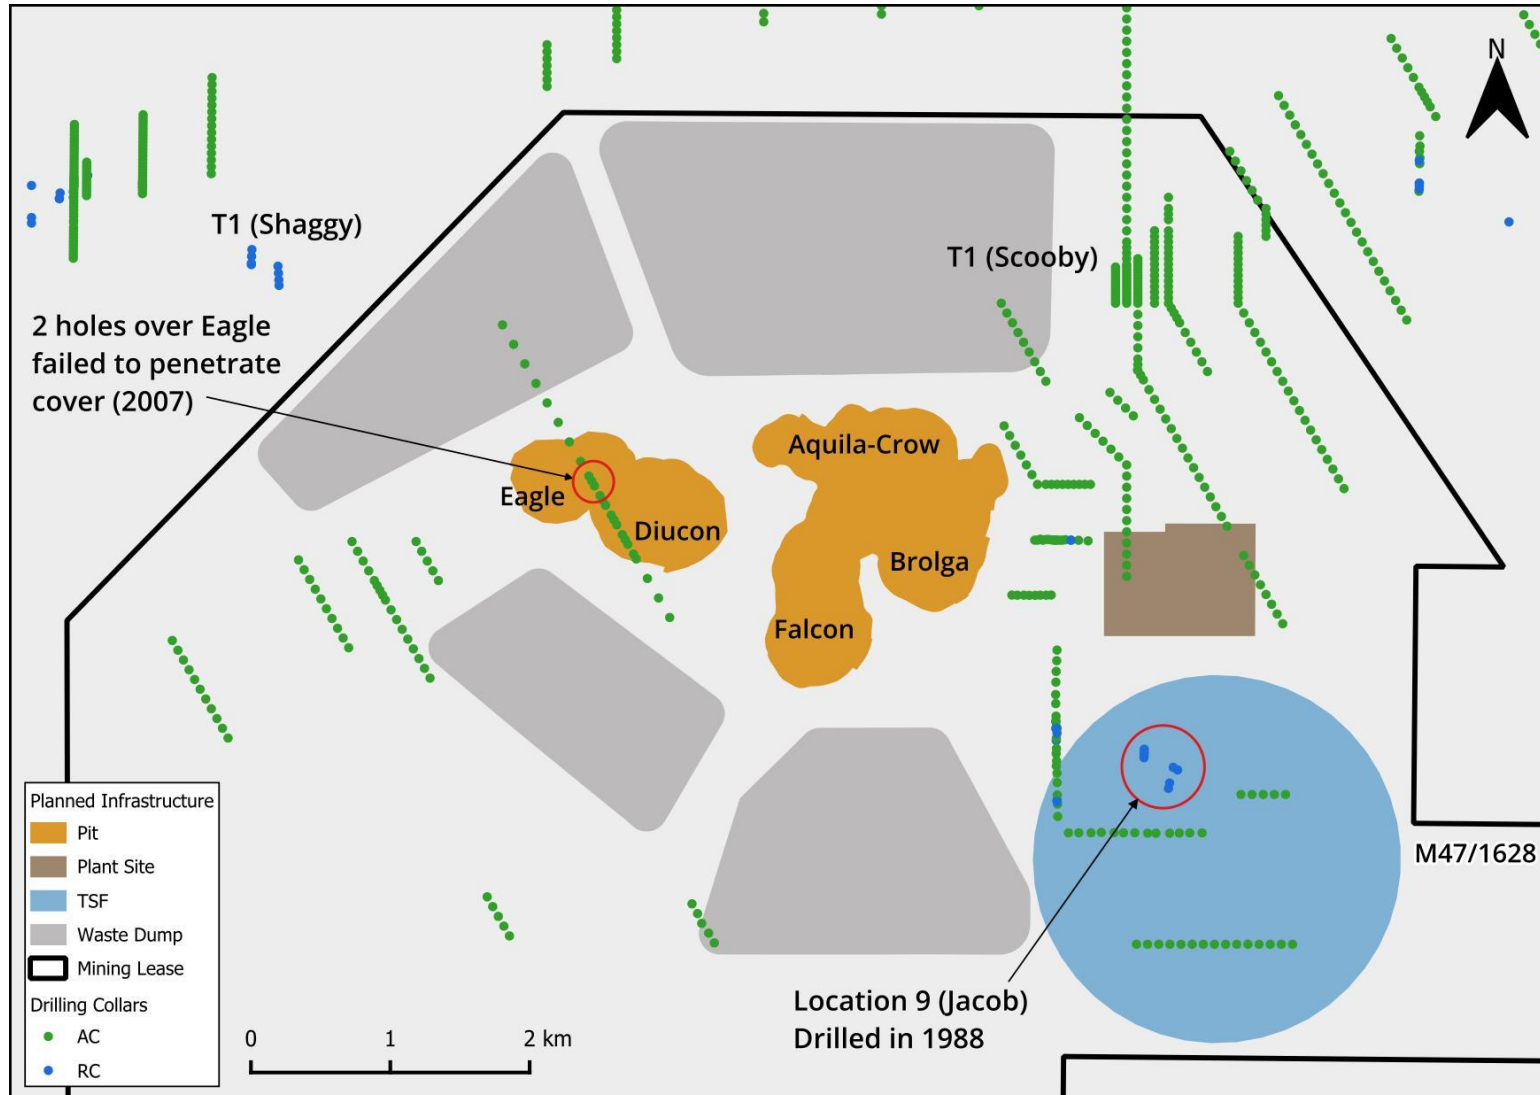 N
T1 (Shaggy)
T1 (Scooby)
2 holes over Eagle
failed to penetrate
cover (2007)
Aquila-Crow
Eagle
Diucon
Brolga
Falcon
M47/1628
Location 9 (Jacob)
Drilled in 1988
Planned Infrastructure
Pit
Plant Site
TSF
Waste Dump
Mining Lease
Drilling Collars
AC
RC
0 1 2 km